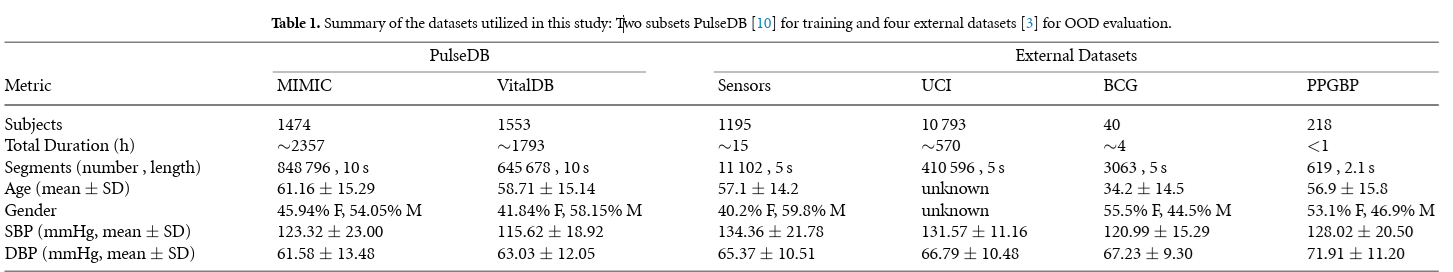 Table 1. Summary of the datasets utilized in this study: Two subsets PulseDB [10] for training and four external datasets [3] for OOD evaluation.
PulseDB External Datasets
Metric MIMIC VitalDB Sensors UCI BCG PPGBP
Subjects 1474 1553 1195 10 793 40 218
Total Duration (h) ∼2357 ∼1793 ∼15 ∼570 ∼4 <1
Segments (number , length) 848 796 , 10 s 645 678 , 10 s 11 102 , 5 s 410 596 , 5 s 3063 , 5 s 619 , 2.1 s
Age (mean ± SD) 61.16 ± 15.29 58.71 ± 15.14 57.1 ± 14.2 unknown 34.2 ± 14.5 56.9 ± 15.8
Gender 45.94% F, 54.05% M 41.84% F, 58.15% M 40.2% F, 59.8% M unknown 55.5% F, 44.5% M 53.1% F, 46.9% M
SBP (mmHg, mean ± SD) 123.32 ± 23.00 115.62 ± 18.92 134.36 ± 21.78 131.57 ± 11.16 120.99 ± 15.29 128.02 ± 20.50
DBP (mmHg, mean ± SD) 61.58 ± 13.48 63.03 ± 12.05 65.37 ± 10.51 66.79 ± 10.48 67.23 ± 9.30 71.91 ± 11.20